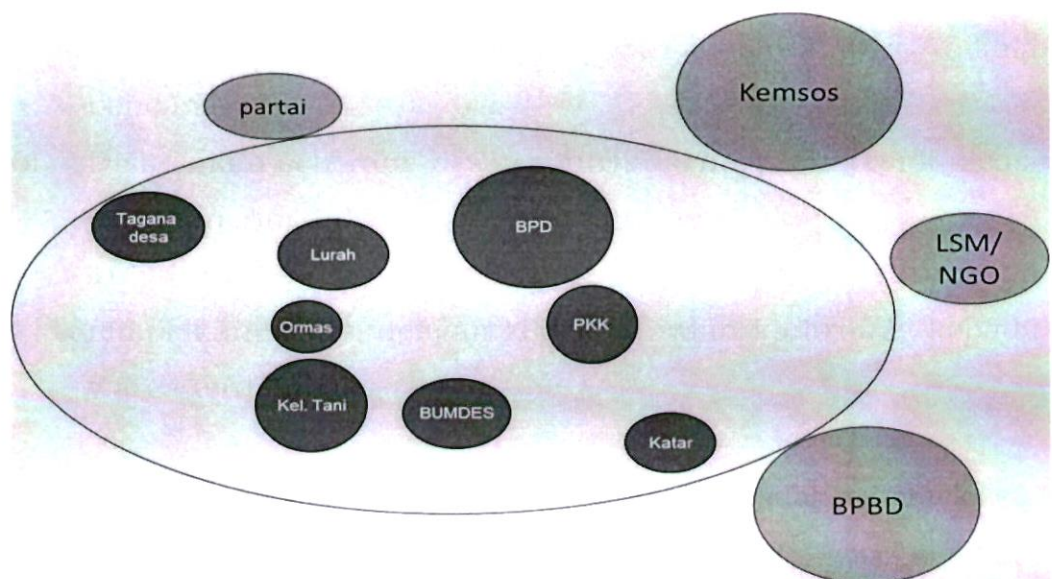 partai
Kemsos
Tagana
desa
Lurah
BPD
LSM/
NGO
Ormas
PKK
Kel. Tani
BUMDES
Katar
BPBD